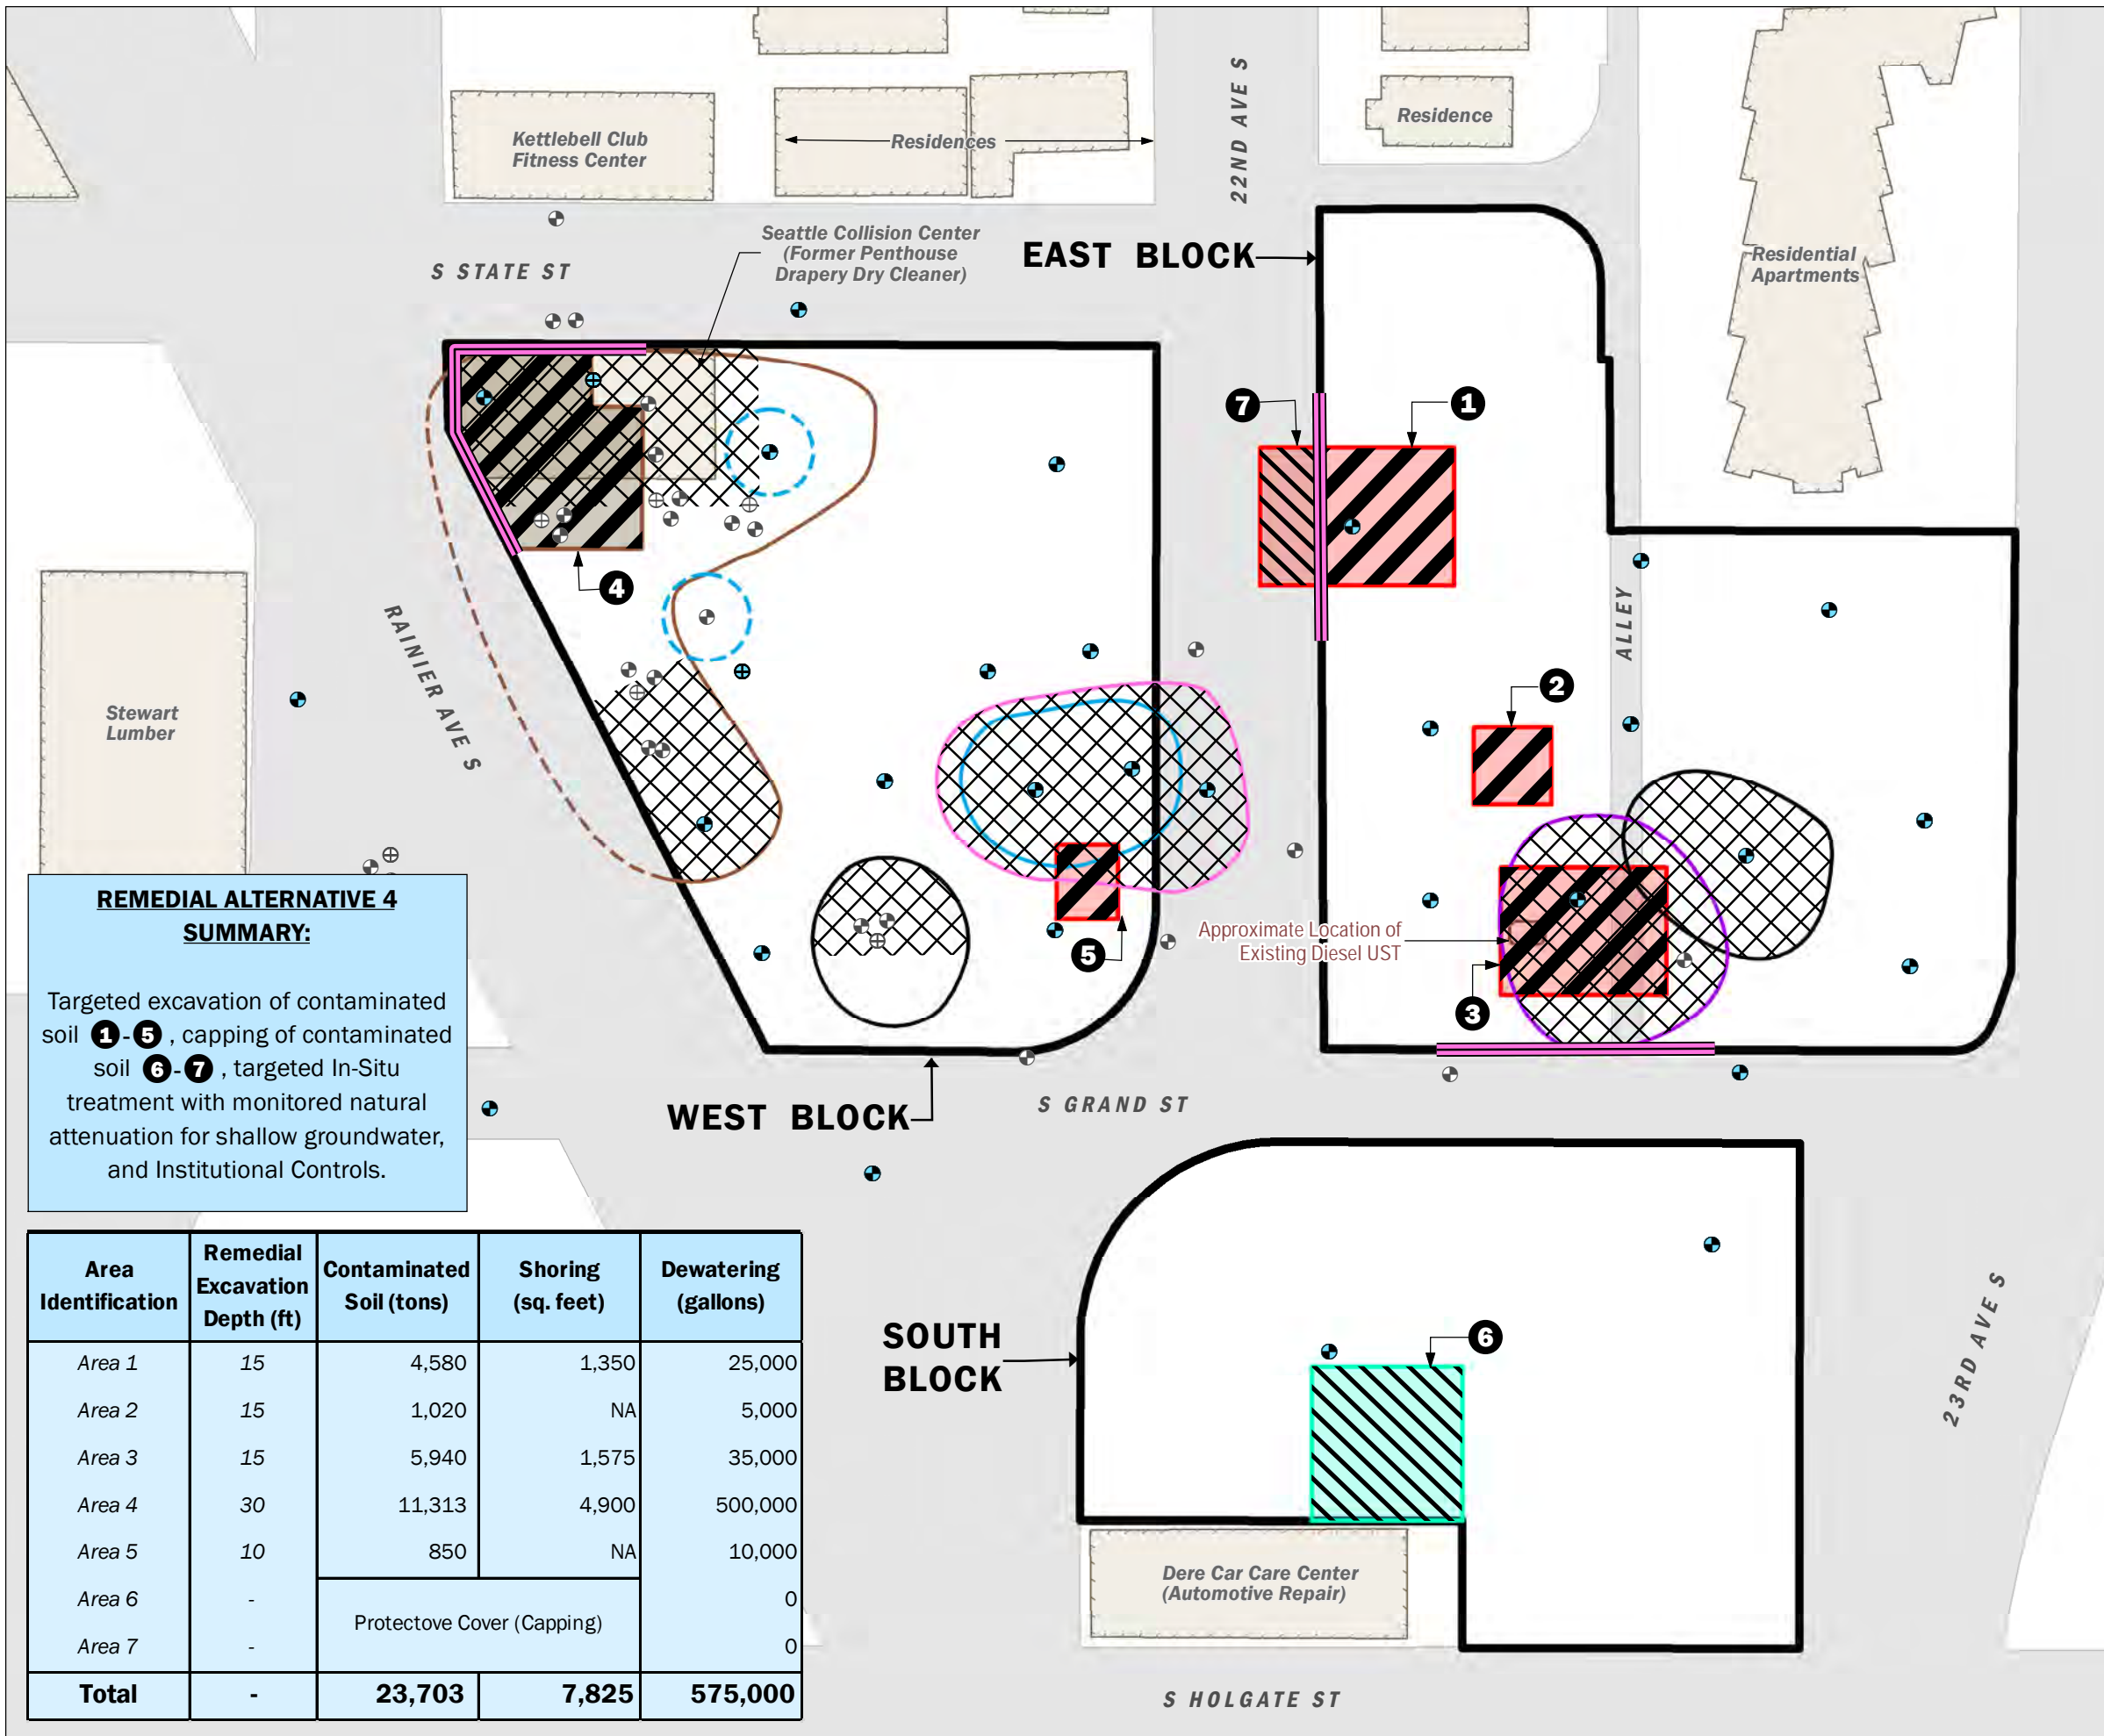 22ND AVE S
Kettlebell Club
Fitness Center
Residences
Residence
Seattle Collision Center
(Former Penthouse
Drapery Dry Cleaner)
EAST BLOCK
S STATE ST
Residential
Apartments
7
1
4
RAINIER AVE S
ALLEY
Stewart
Lumber
2
Approximate Location of
Existing Diesel UST
5
3
WEST BLOCK
S GRAND ST
REMEDIAL ALTERNATIVE 4
SUMMARY:
Targeted excavation of contaminated
soil 1-5 , capping of contaminated
soil 6-7 , targeted In-Situ
treatment with monitored natural
attenuation for shallow groundwater,
and Institutional Controls.
Area Identification Remedial Excavation Depth (ft) Contaminated Soil (tons) Shoring (sq. feet) Dewatering (gallons)
Area 1 15 4,580 1,350 25,000
Area 2 15 1,020 NA 5,000
Area 3 15 5,940 1,575 35,000
Area 4 30 11,313 4,900 500,000
Area 5 10 850 NA 10,000
Area 6 - 0
Protectove Cover (Capping)
Area 7 - 0
Total - 23,703 7,825 575,000
SOUTH
BLOCK
6
23RD AVE S
Dere Car Care Center
(Automotive Repair)
S HOLGATE ST